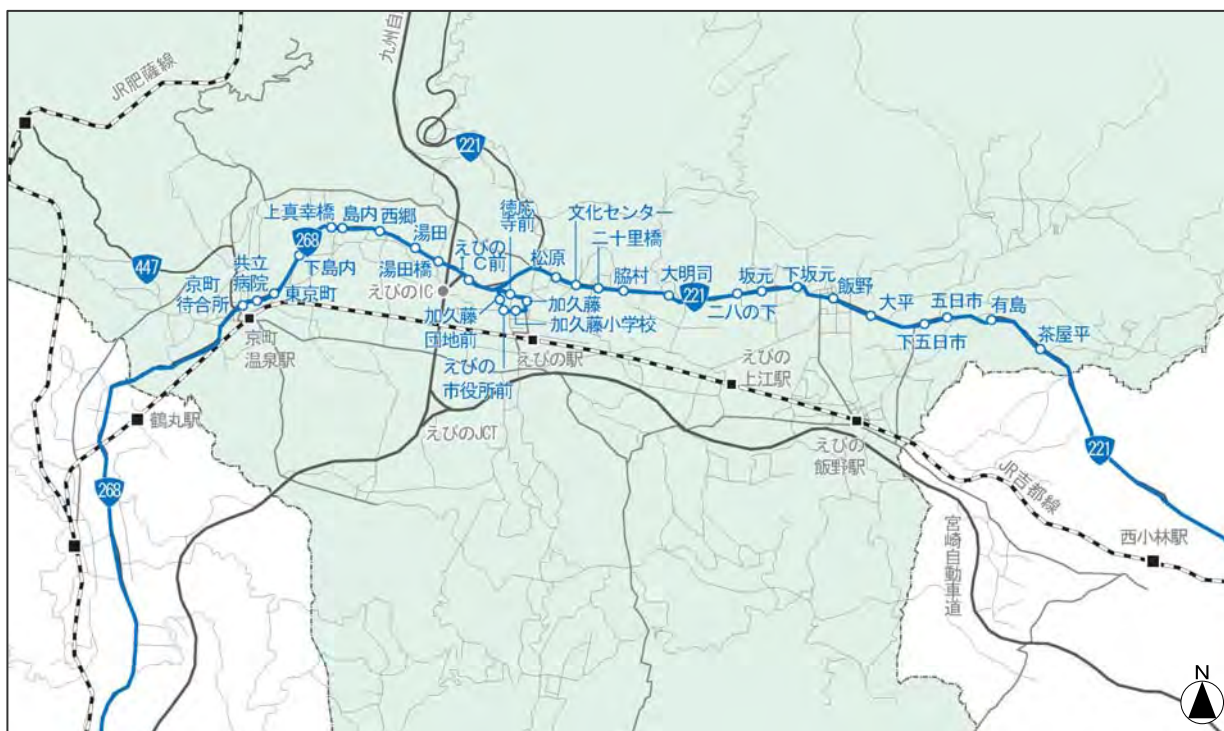 JR肥薩線
九州自
221
徳応
寺前
文化センター
上真幸橋
島内
西郷
湯田
えびの
IC前
松原
二十里橋
268
447
共立
病院
下島内
湯田橋
脇村
大明司
坂元
下坂元
飯野
京町
待合所
東京町
えびのIC
221
二八の下
大平
五日市
有島
加久藤
団地前
加久藤
加久藤小学校
下五日市
茶屋平
京町
温泉駅
えびの駅
えびの
市役所前
えびの
上江駅
鶴丸駅
えびのJCT
えびの
飯野駅
221
268
JR吉都線
宮崎自動車道
西小林駅
N